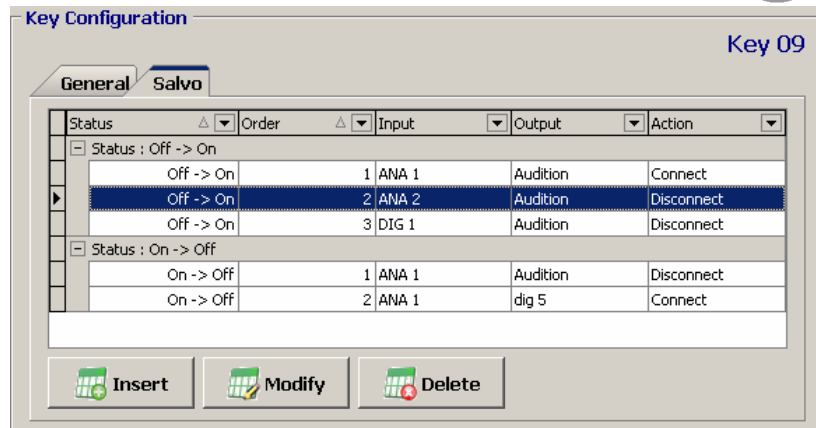 Key Configuration
Key 09
General Salvo
Status Order Input Output Action
Status : Off -> On
Off -> On 1 ANA 1 Audition Connect
Off -> On 2 ANA 2 Audition Disconnect
Off -> On 3 DIG 1 Audition Disconnect
Status : On -> Off
On -> Off 1 ANA 1 Audition Disconnect
On -> Off 2 ANA 1 dig 5 Connect
Insert Modify Delete